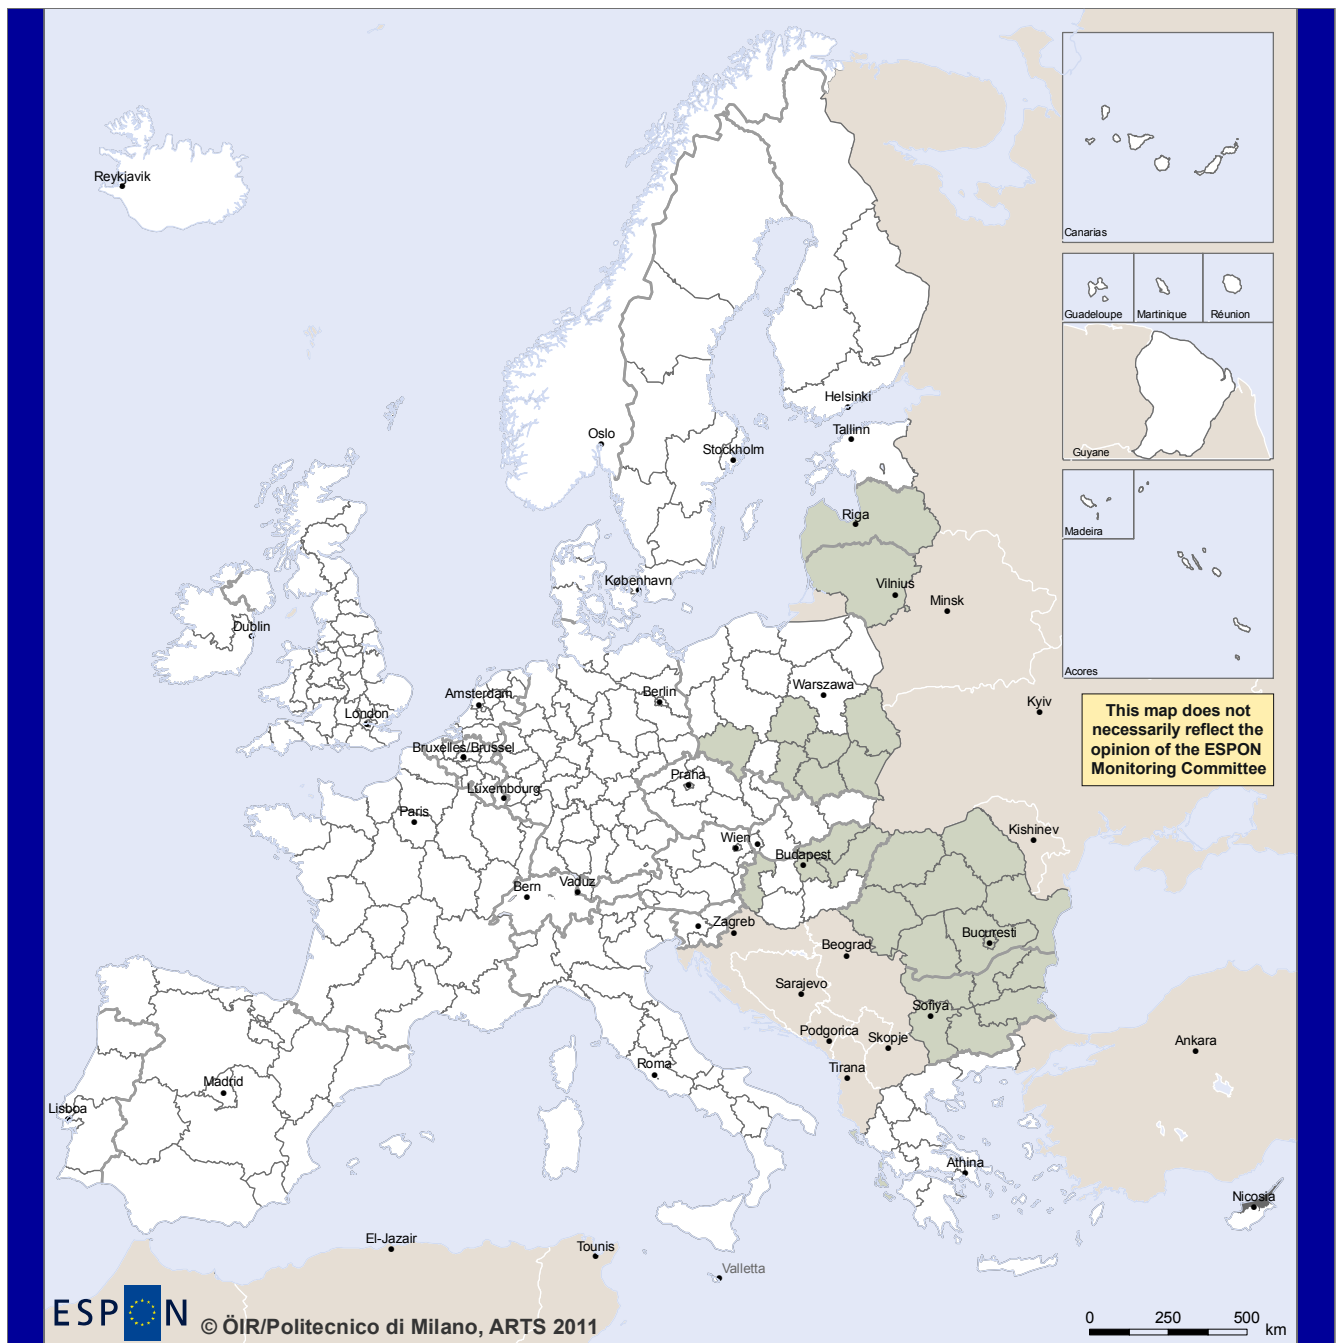 Reykjavik
Canarias
Guadeloupe
Martinique
Réunion
Guyane
Helsinki
Tallinn
Oslo
Stockholm
Riga
Madeira
København
Vilnius
Minsk
Dublin
Acores
Amsterdam
Berlin
Warszawa
London
Kyiv
This map does not
necessarily reflect the
opinion of the ESPON
Monitoring Committee
Bruxelles/Brussel
Luxembourg
Praha
Paris
Wien
Kishinev
Budapest
Bern
Vaduz
Zagreb
Beograd
Bucuresti
Sarajevo
Sofiya
Podgorica
Skopje
Ankara
Roma
Tirana
Madrid
Lisboa
Athina
Nicosia
El-Jazair
Tounis
Valletta
ESPON
© ÖIR/Politecnico di Milano, ARTS 2011
0 250 500
km